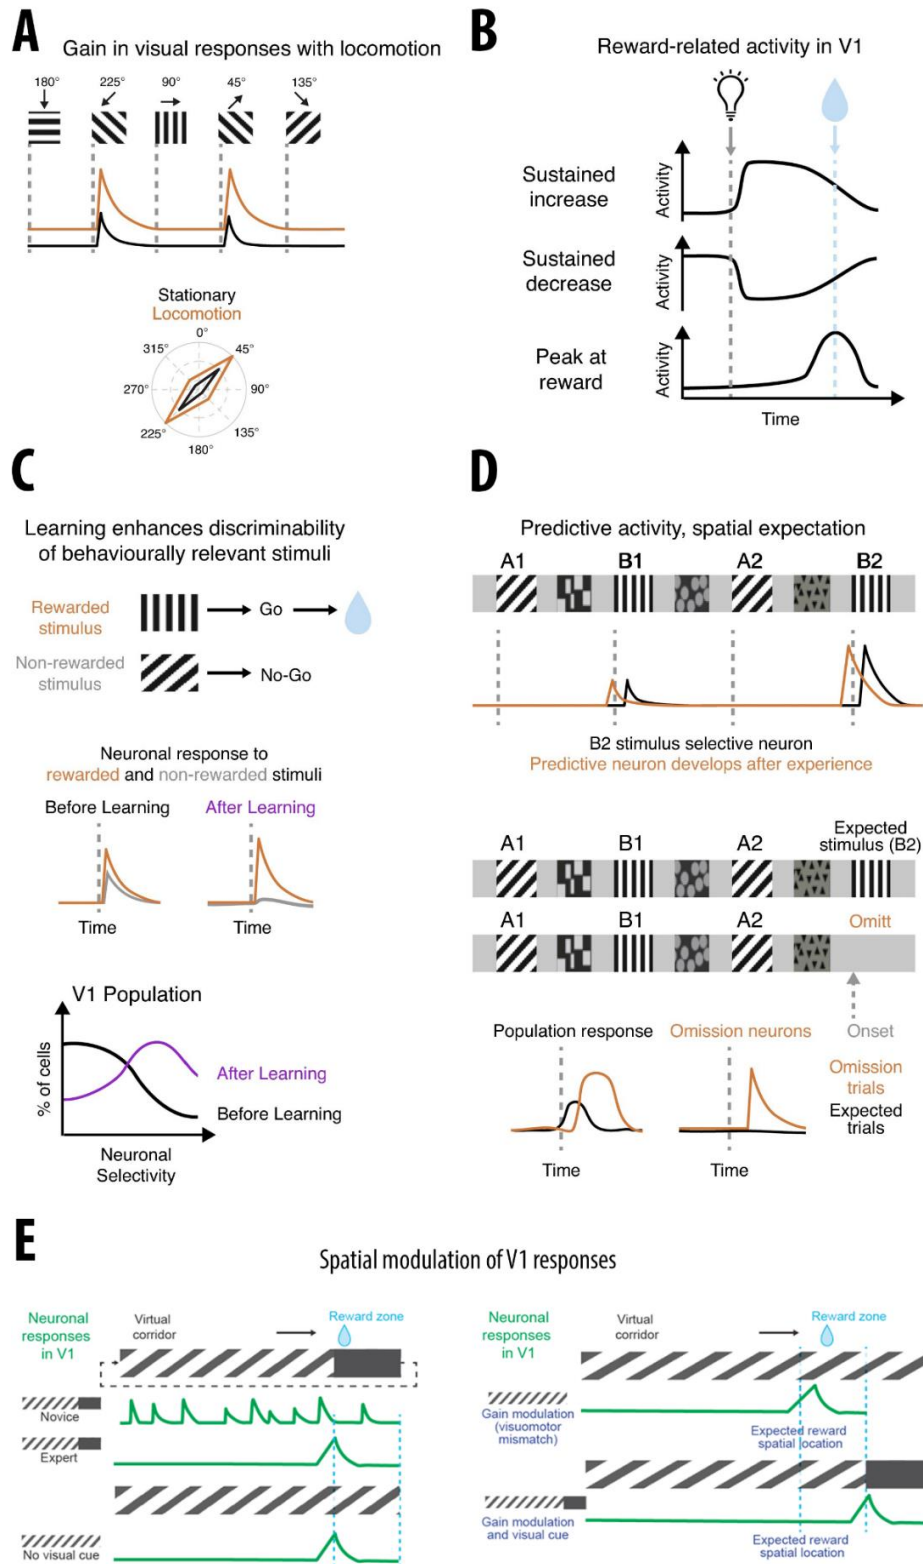 A
Gain in visual responses with locomotion
180° 225° 90° 45° 135°
Stationary
Locomotion
0°
315° 45°
270° 90°
225° 135°
180°
B
Reward-related activity in V1
Sustained
increase
Activity
Sustained
decrease
Activity
Peak at
reward
Activity
Time
C
Learning enhances discriminability
of behaviourally relevant stimuli
Rewarded
stimulus
Go
Non-rewarded
stimulus
No-Go
Neuronal response to
rewarded and non-rewarded stimuli
Before Learning After Learning
Time Time
V1 Population
% of cells
After Learning
Before Learning
Neuronal
Selectivity
D
Predictive activity, spatial expectation
A1 B1 A2 B2
B2 stimulus selective neuron
Predictive neuron develops after experience
Expected
A1 B1 A2 stimulus (B2)
A1 B1 A2 Omitt
Population response Omission neurons Onset
Omission
trials
Expected
trials
Time Time
E
Spatial modulation of V1 responses
Neuronal
responses
in V1
Virtual
corridor
Reward zone
Novice
Expert
No visual cue
Neuronal
responses
in V1
Virtual
corridor
Reward zone
Gain modulation
(visuomotor
mismatch)
Expected reward
spatial location
Gain modulation
and visual cue
Expected reward
spatial location